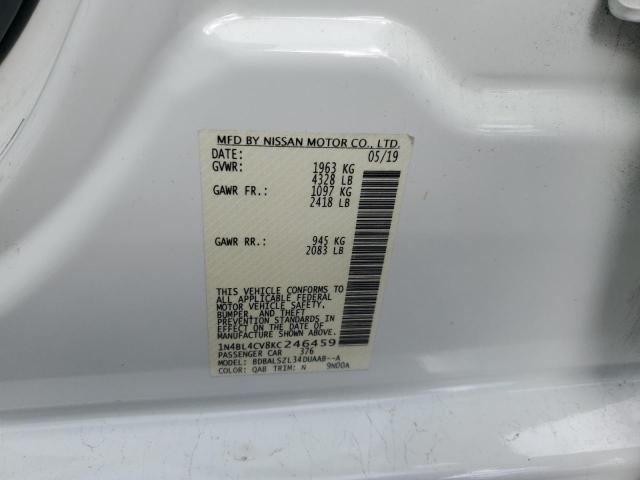 MFD BY NISSAN MOTOR CO., LTD.
DATE: 05/19
GVWR: 1963 KG
4328 LB
GAWR FR.: 1097 KG
2418 LB
GAWR RR.: 945 KG
2083 LB
THIS VEHICLE CONFORMS TO
ALL APPLICABLE FEDERAL
MOTOR VEHICLE SAFETY,
BUMPER, AND THEFT
PREVENTION STANDARDS IN
EFFECT ON THE DATE OF
MANUFACTURE SHOWN ABOVE.
1N4BL4CV8KC246459
PASSENGER CAR 376
MODEL: BDBALSZL34DUAAB--A
COLOR: QAB TRIM: N 9N00A